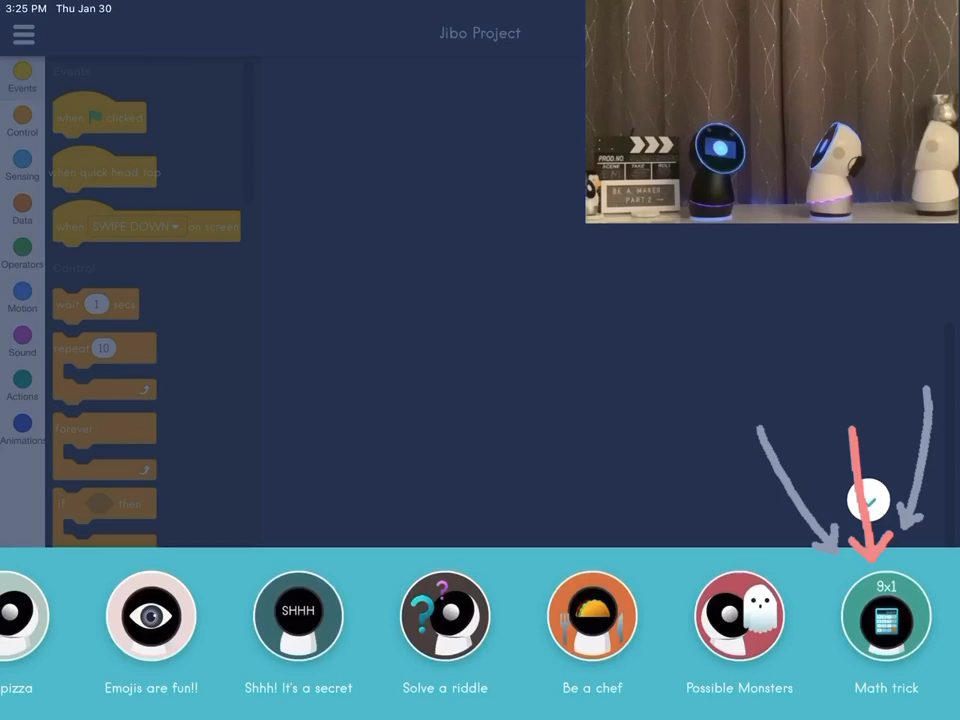 3:25 PM Thu Jan 30
Jibo Project
Events
Control
Sensing
Data
Operators
Motion
Sound
Actions
Animations
Events
when clicked
when quick head tap
when SWIPE DOWN on screen
Control
wait 1 secs
repeat 10
forever
if then
PROD.NO
SCENE TAKE ROLL
BE A MAKER
PART 2
SHHH
9x1
pizza
Emojis are fun!!
Shhh! It's a secret
Solve a riddle
Be a chef
Possible Monsters
Math trick